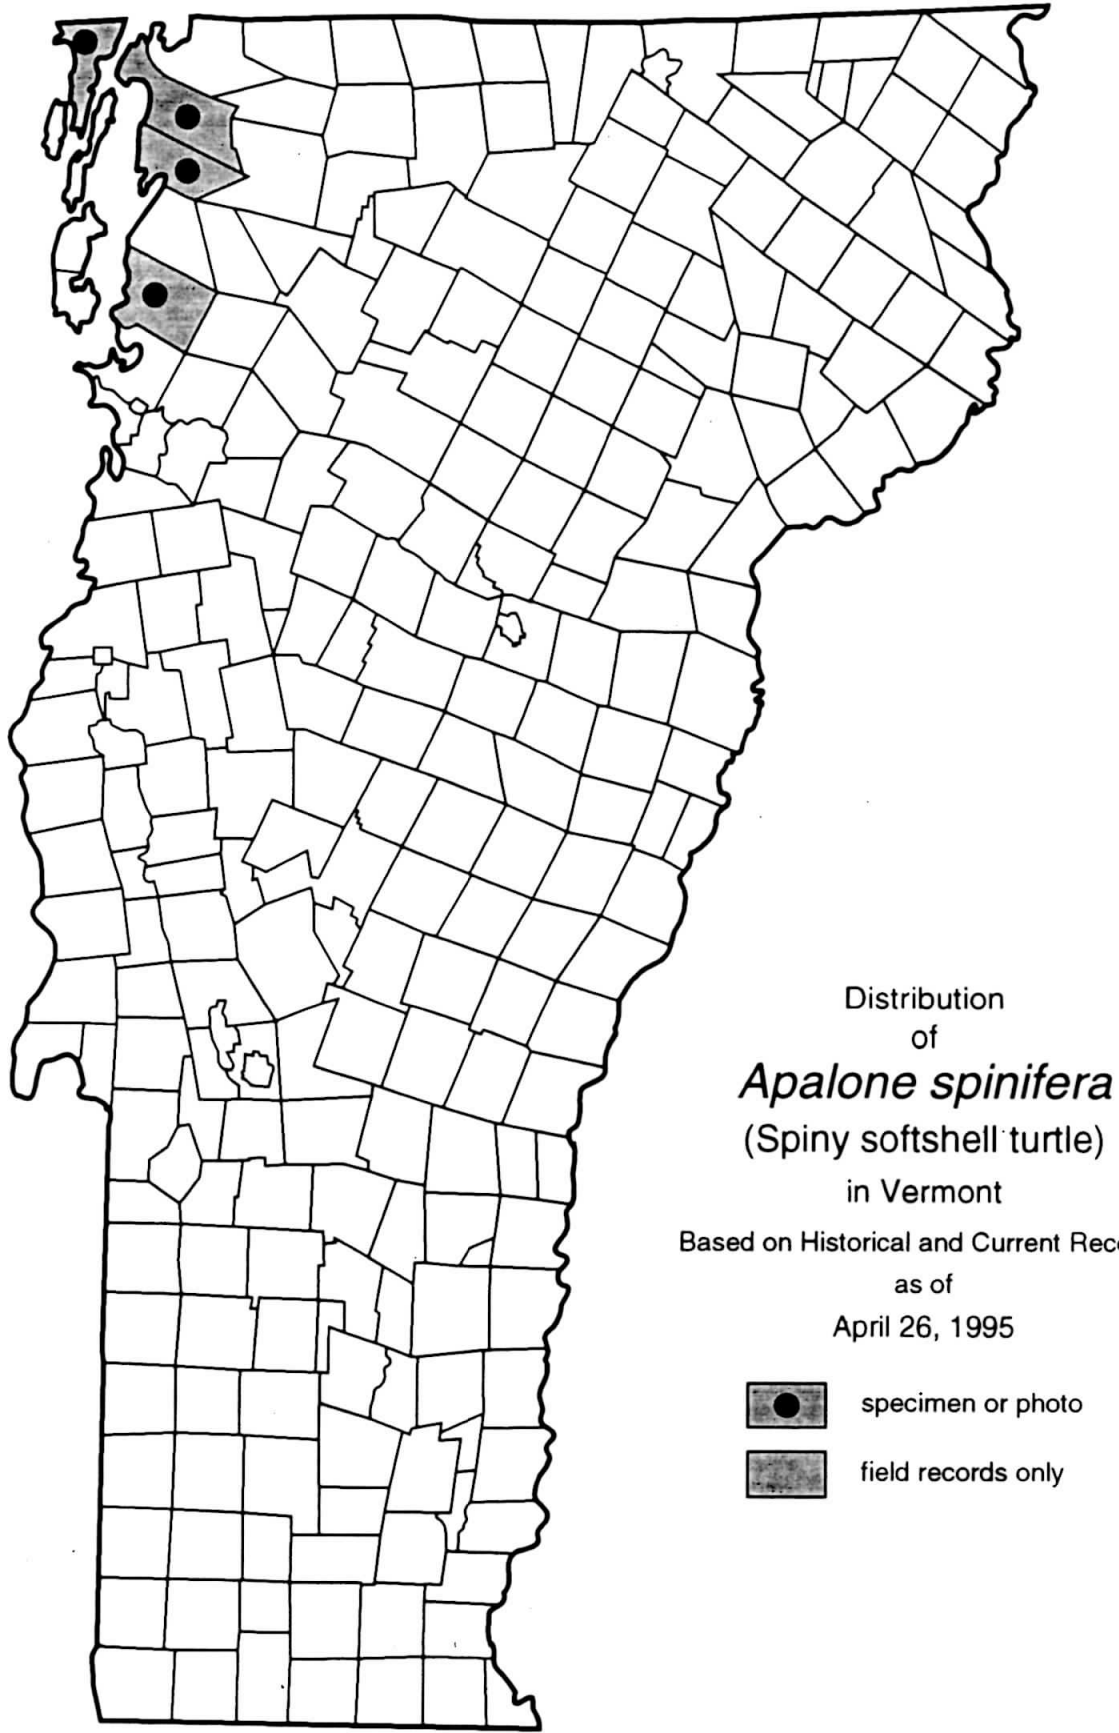 Distribution
of
Apalone spinifera
(Spiny softshell turtle)
in Vermont
Based on Historical and Current Rec
as of
April 26, 1995
specimen or photo
field records only